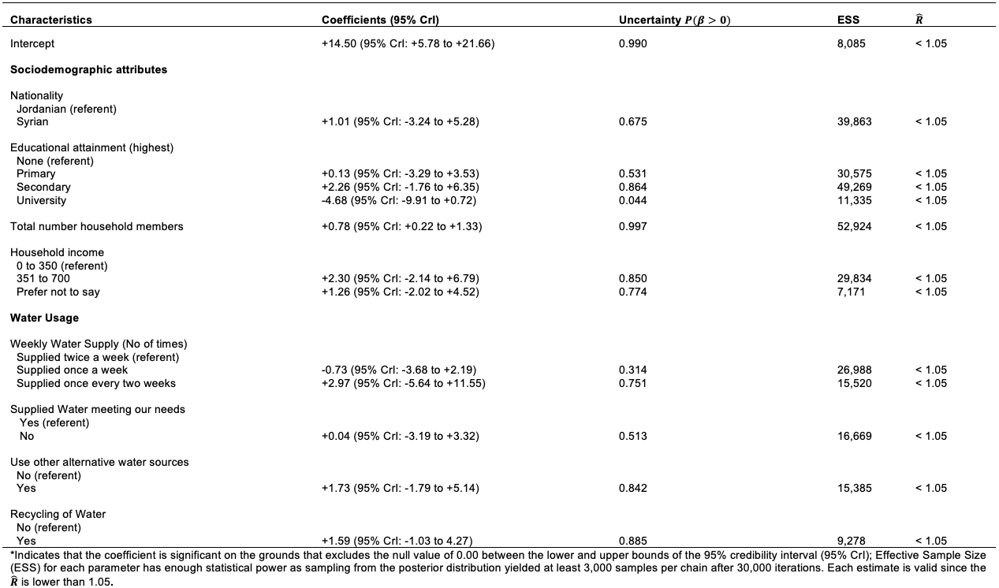 Characteristics Coefficients (95% CrI) Uncertainty P(β > 0) ESS R̂
Intercept +14.50 (95% CrI: +5.78 to +21.66) 0.990 8,085 < 1.05
Sociodemographic attributes
Nationality
Jordanian (referent)
Syrian +1.01 (95% CrI: -3.24 to +5.28) 0.675 39,863 < 1.05
Educational attainment (highest)
None (referent)
Primary +0.13 (95% CrI: -3.29 to +3.53) 0.531 30,575 < 1.05
Secondary +2.26 (95% CrI: -1.76 to +6.35) 0.864 49,269 < 1.05
University -4.68 (95% CrI: -9.91 to +0.72) 0.044 11,335 < 1.05
Total number household members +0.78 (95% CrI: +0.22 to +1.33) 0.997 52,924 < 1.05
Household income
0 to 350 (referent)
351 to 700 +2.30 (95% CrI: -2.14 to +6.79) 0.850 29,834 < 1.05
Prefer not to say +1.26 (95% CrI: -2.02 to +4.52) 0.774 7,171 < 1.05
Water Usage
Weekly Water Supply (No of times)
Supplied twice a week (referent)
Supplied once a week -0.73 (95% CrI: -3.68 to +2.19) 0.314 26,988 < 1.05
Supplied once every two weeks +2.97 (95% CrI: -5.64 to +11.55) 0.751 15,520 < 1.05
Supplied Water meeting our needs
Yes (referent)
No +0.04 (95% CrI: -3.19 to +3.32) 0.513 16,669 < 1.05
Use other alternative water sources
No (referent)
Yes +1.73 (95% CrI: -1.79 to +5.14) 0.842 15,385 < 1.05
Recycling of Water
No (referent)
Yes +1.59 (95% CrI: -1.03 to 4.27) 0.885 9,278 < 1.05
*Indicates that the coefficient is significant on the grounds that excludes the null value of 0.00 between the lower and upper bounds of the 95% credibility interval (95% CrI); Effective Sample Size
(ESS) for each parameter has enough statistical power as sampling from the posterior distribution yielded at least 3,000 samples per chain after 30,000 iterations. Each estimate is valid since the
R̂ is lower than 1.05.